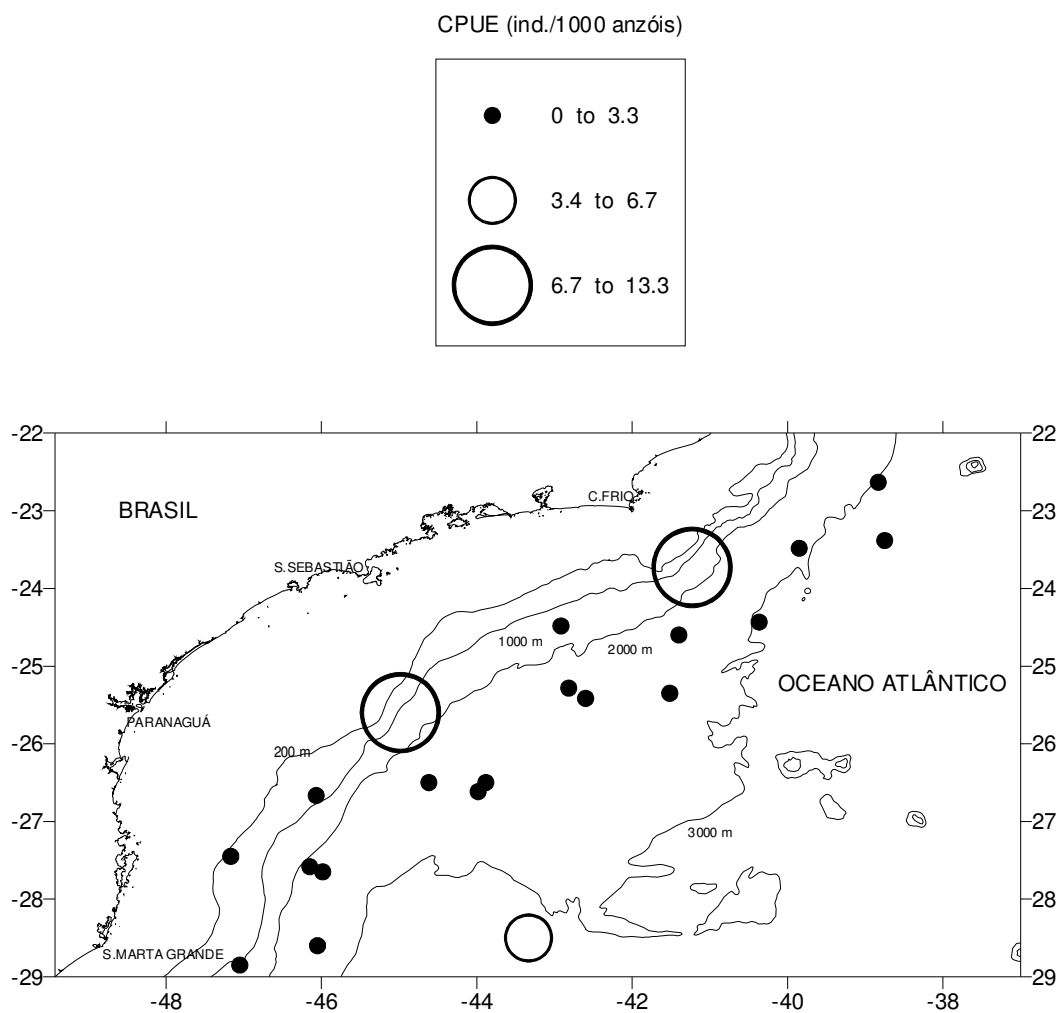 CPUE (ind./1000 anzóis)
0 to 3.3
3.4 to 6.7
6.7 to 13.3
-22 22
-23 23
-24 24
-25 25
-26 26
-27 27
-28 28
-29 29
BRASIL
C.FRIO
S.SEBASTIÃO
1000 m
2000 m
OCEANO ATLÂNTICO
PARANAGUÁ
200 m
3000 m
S.MARTA GRANDE
-48 -46 -44 -42 -40 -38